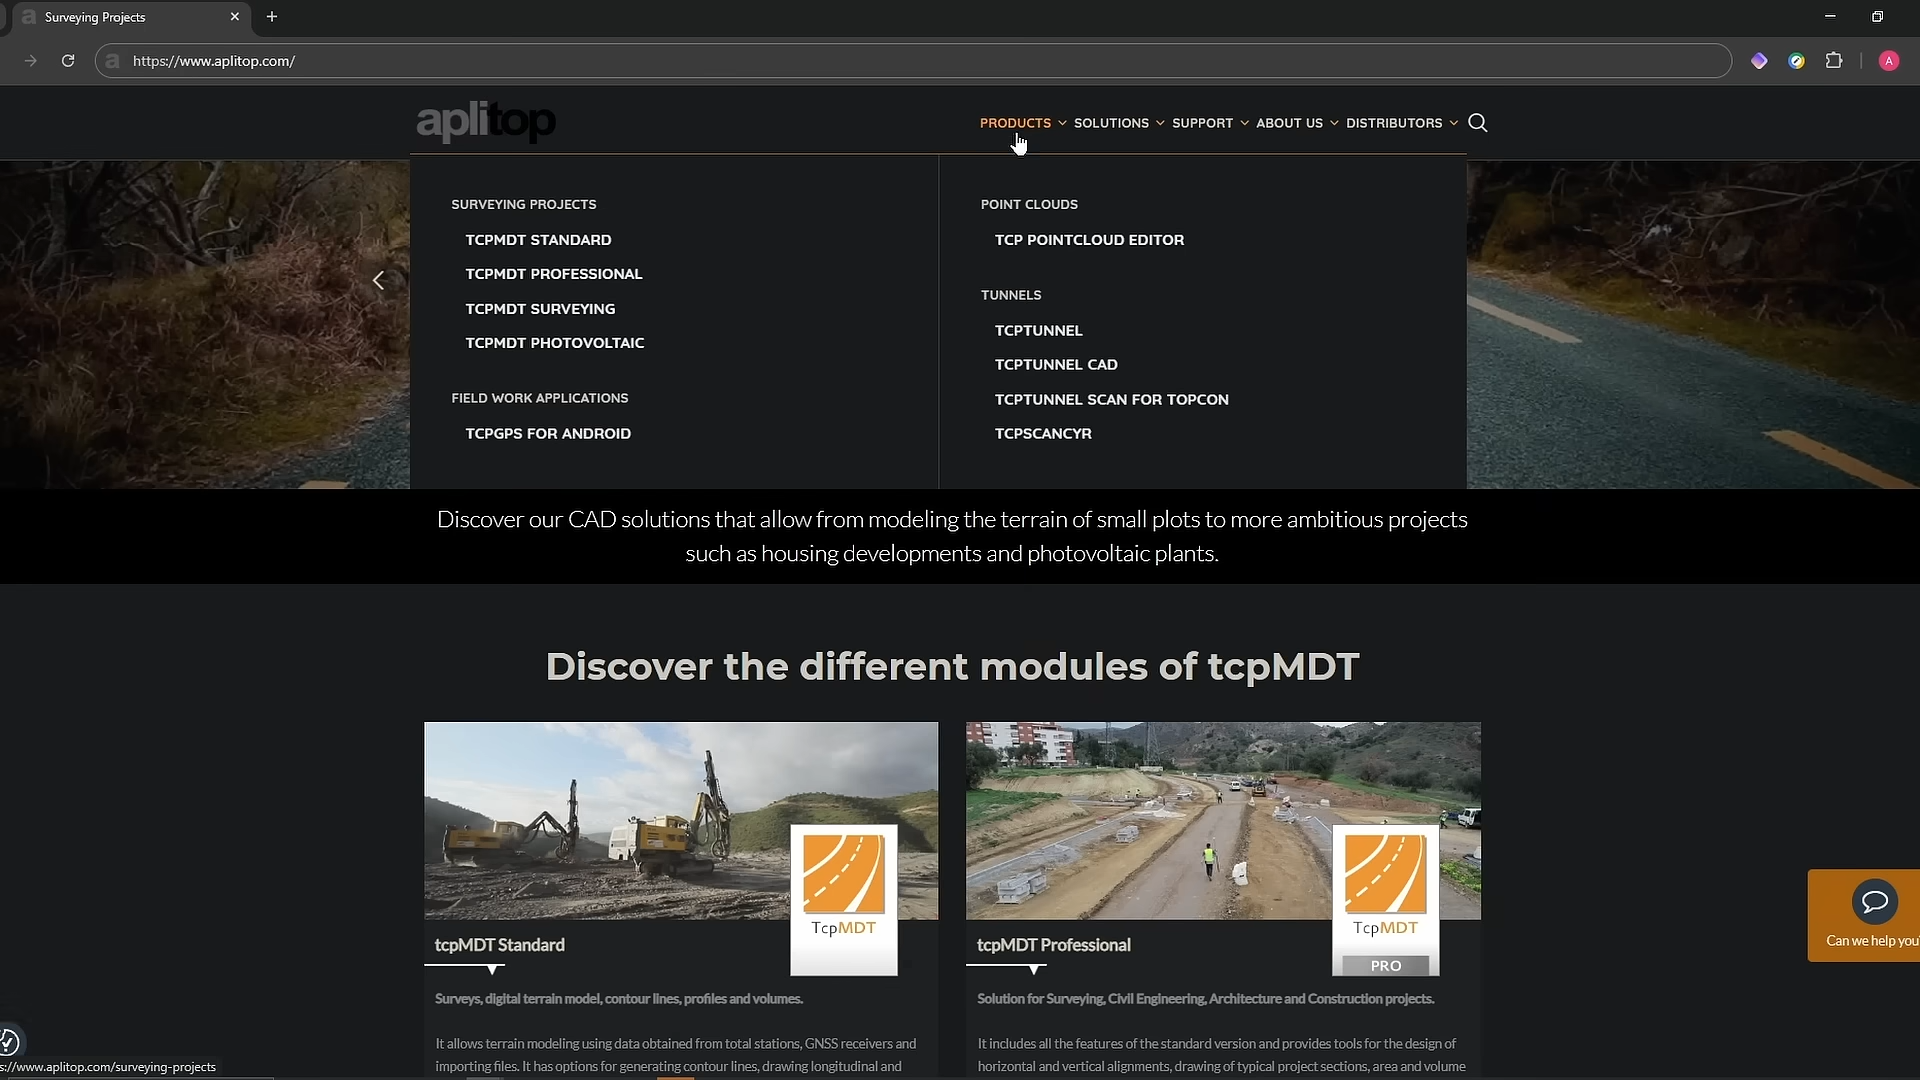 Surveying Projects
https://www.aplitop.com/
A
aplitop
PRODUCTS SOLUTIONS SUPPORT ABOUT US DISTRIBUTORS
SURVEYING PROJECTS
TCPMDT STANDARD
TCPMDT PROFESSIONAL
TCPMDT SURVEYING
TCPMDT PHOTOVOLTAIC
FIELD WORK APPLICATIONS
TCPGPS FOR ANDROID
POINT CLOUDS
TCP POINTCLOUD EDITOR
TUNNELS
TCPTUNNEL
TCPTUNNEL CAD
TCPTUNNEL SCAN FOR TOPCON
TCPSCANCYR
Discover our CAD solutions that allow from modeling the terrain of small plots to more ambitious projects
such as housing developments and photovoltaic plants.
Discover the different modules of tcpMDT
TcpMDT
tcpMDT Standard
Surveys, digital terrain model, contour lines, profiles and volumes.
It allows terrain modeling using data obtained from total stations, GNSS receivers and
importing files. It has options for generating contour lines, drawing longitudinal and
TcpMDT
PRO
tcpMDT Professional
Solution for Surveying, Civil Engineering, Architecture and Construction projects.
It includes all the features of the standard version and provides tools for the design of
horizontal and vertical alignments, drawing of typical project sections, area and volume
Can we help you
s://www.aplitop.com/surveying-projects